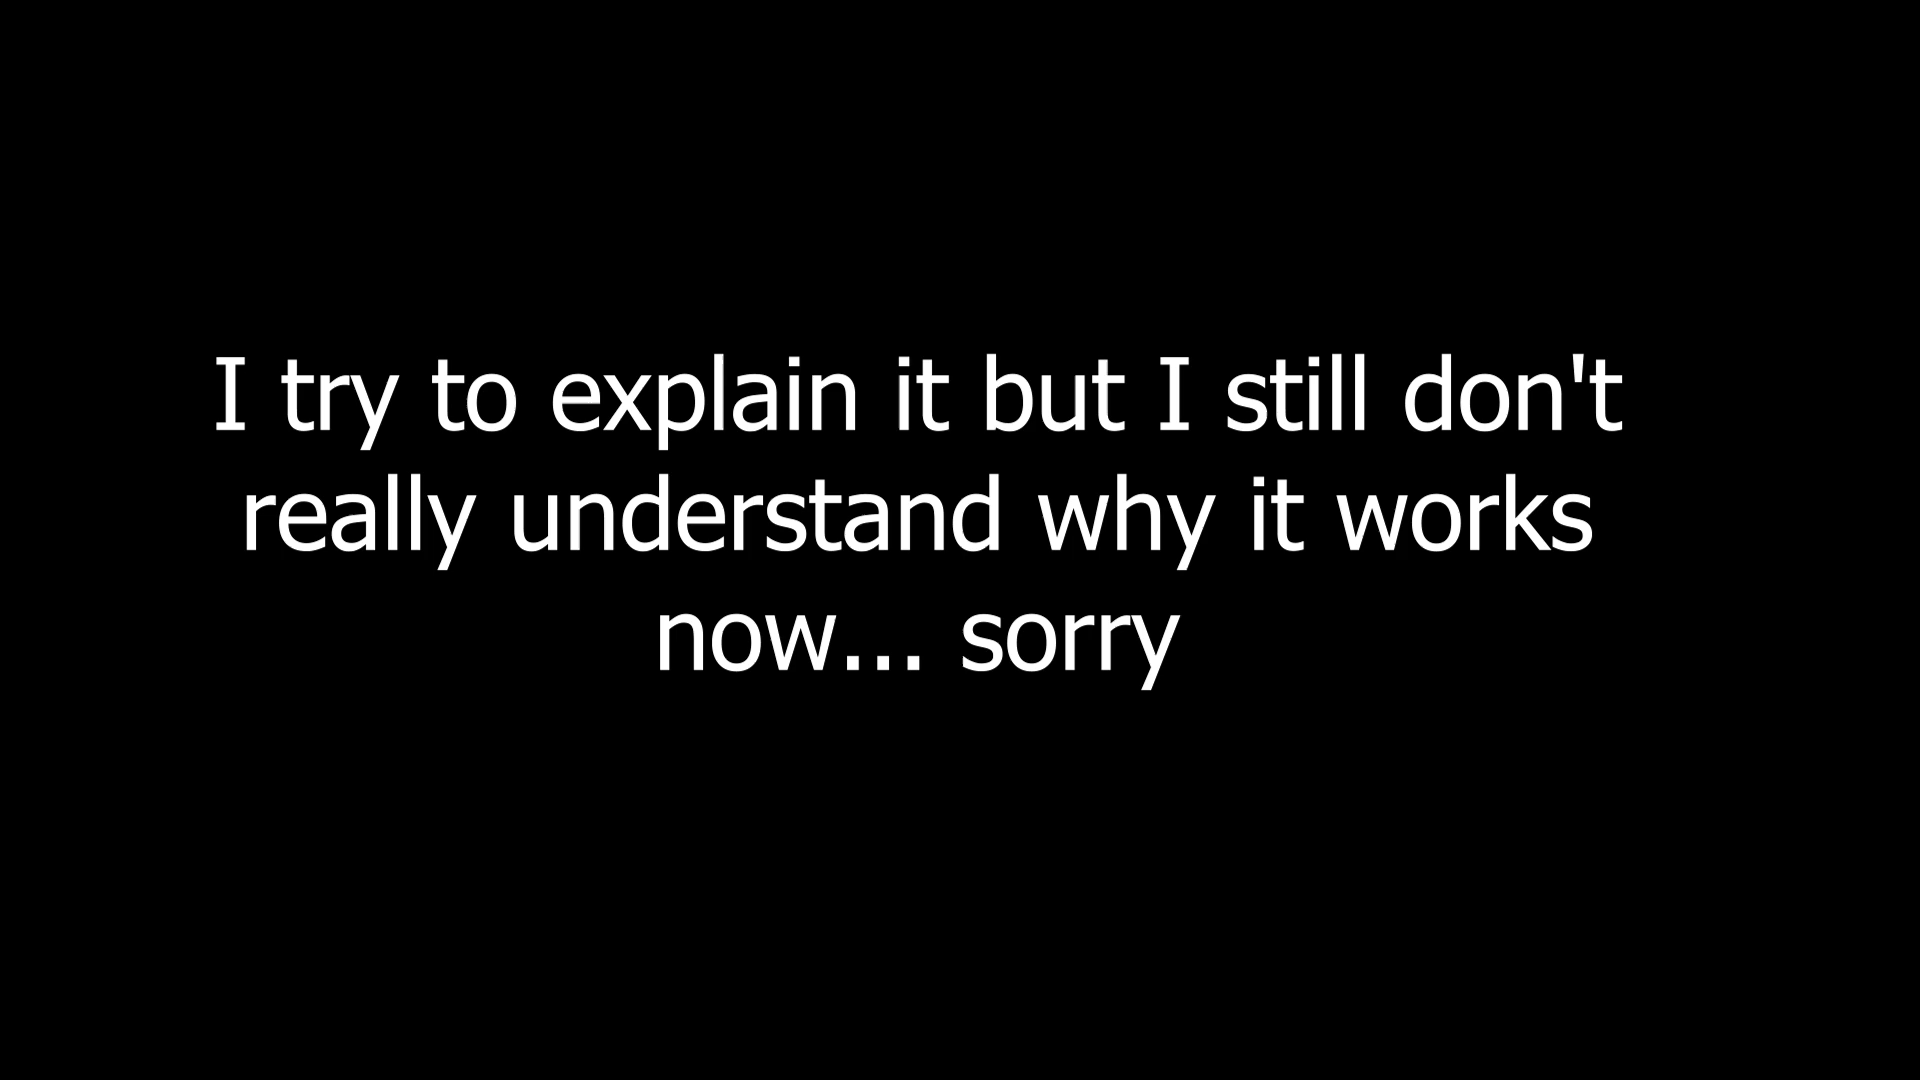 I try to explain it but I still don't
really understand why it works
now... sorry